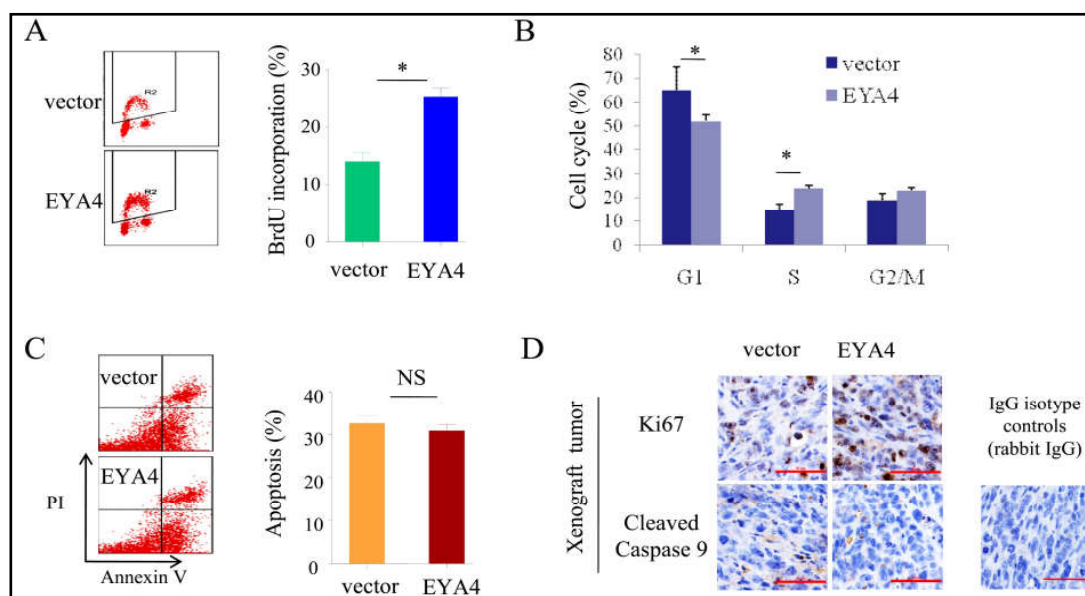 A
vector
R2
EYA4
R2
BrdU incorporation (%)
30
20
10
0
*
vector
EYA4
B
Cell cycle (%)
80
70
60
50
40
30
20
10
0
*
*
vector
EYA4
G1
S
G2/M
C
vector
EYA4
PI
Annexin V
Apoptosis (%)
40
30
33
10
0
NS
vector
EYA4
D
vector
EYA4
Xenograft tumor
Ki67
Cleaved
Caspase 9
IgG isotype
controls
(rabbit IgG)